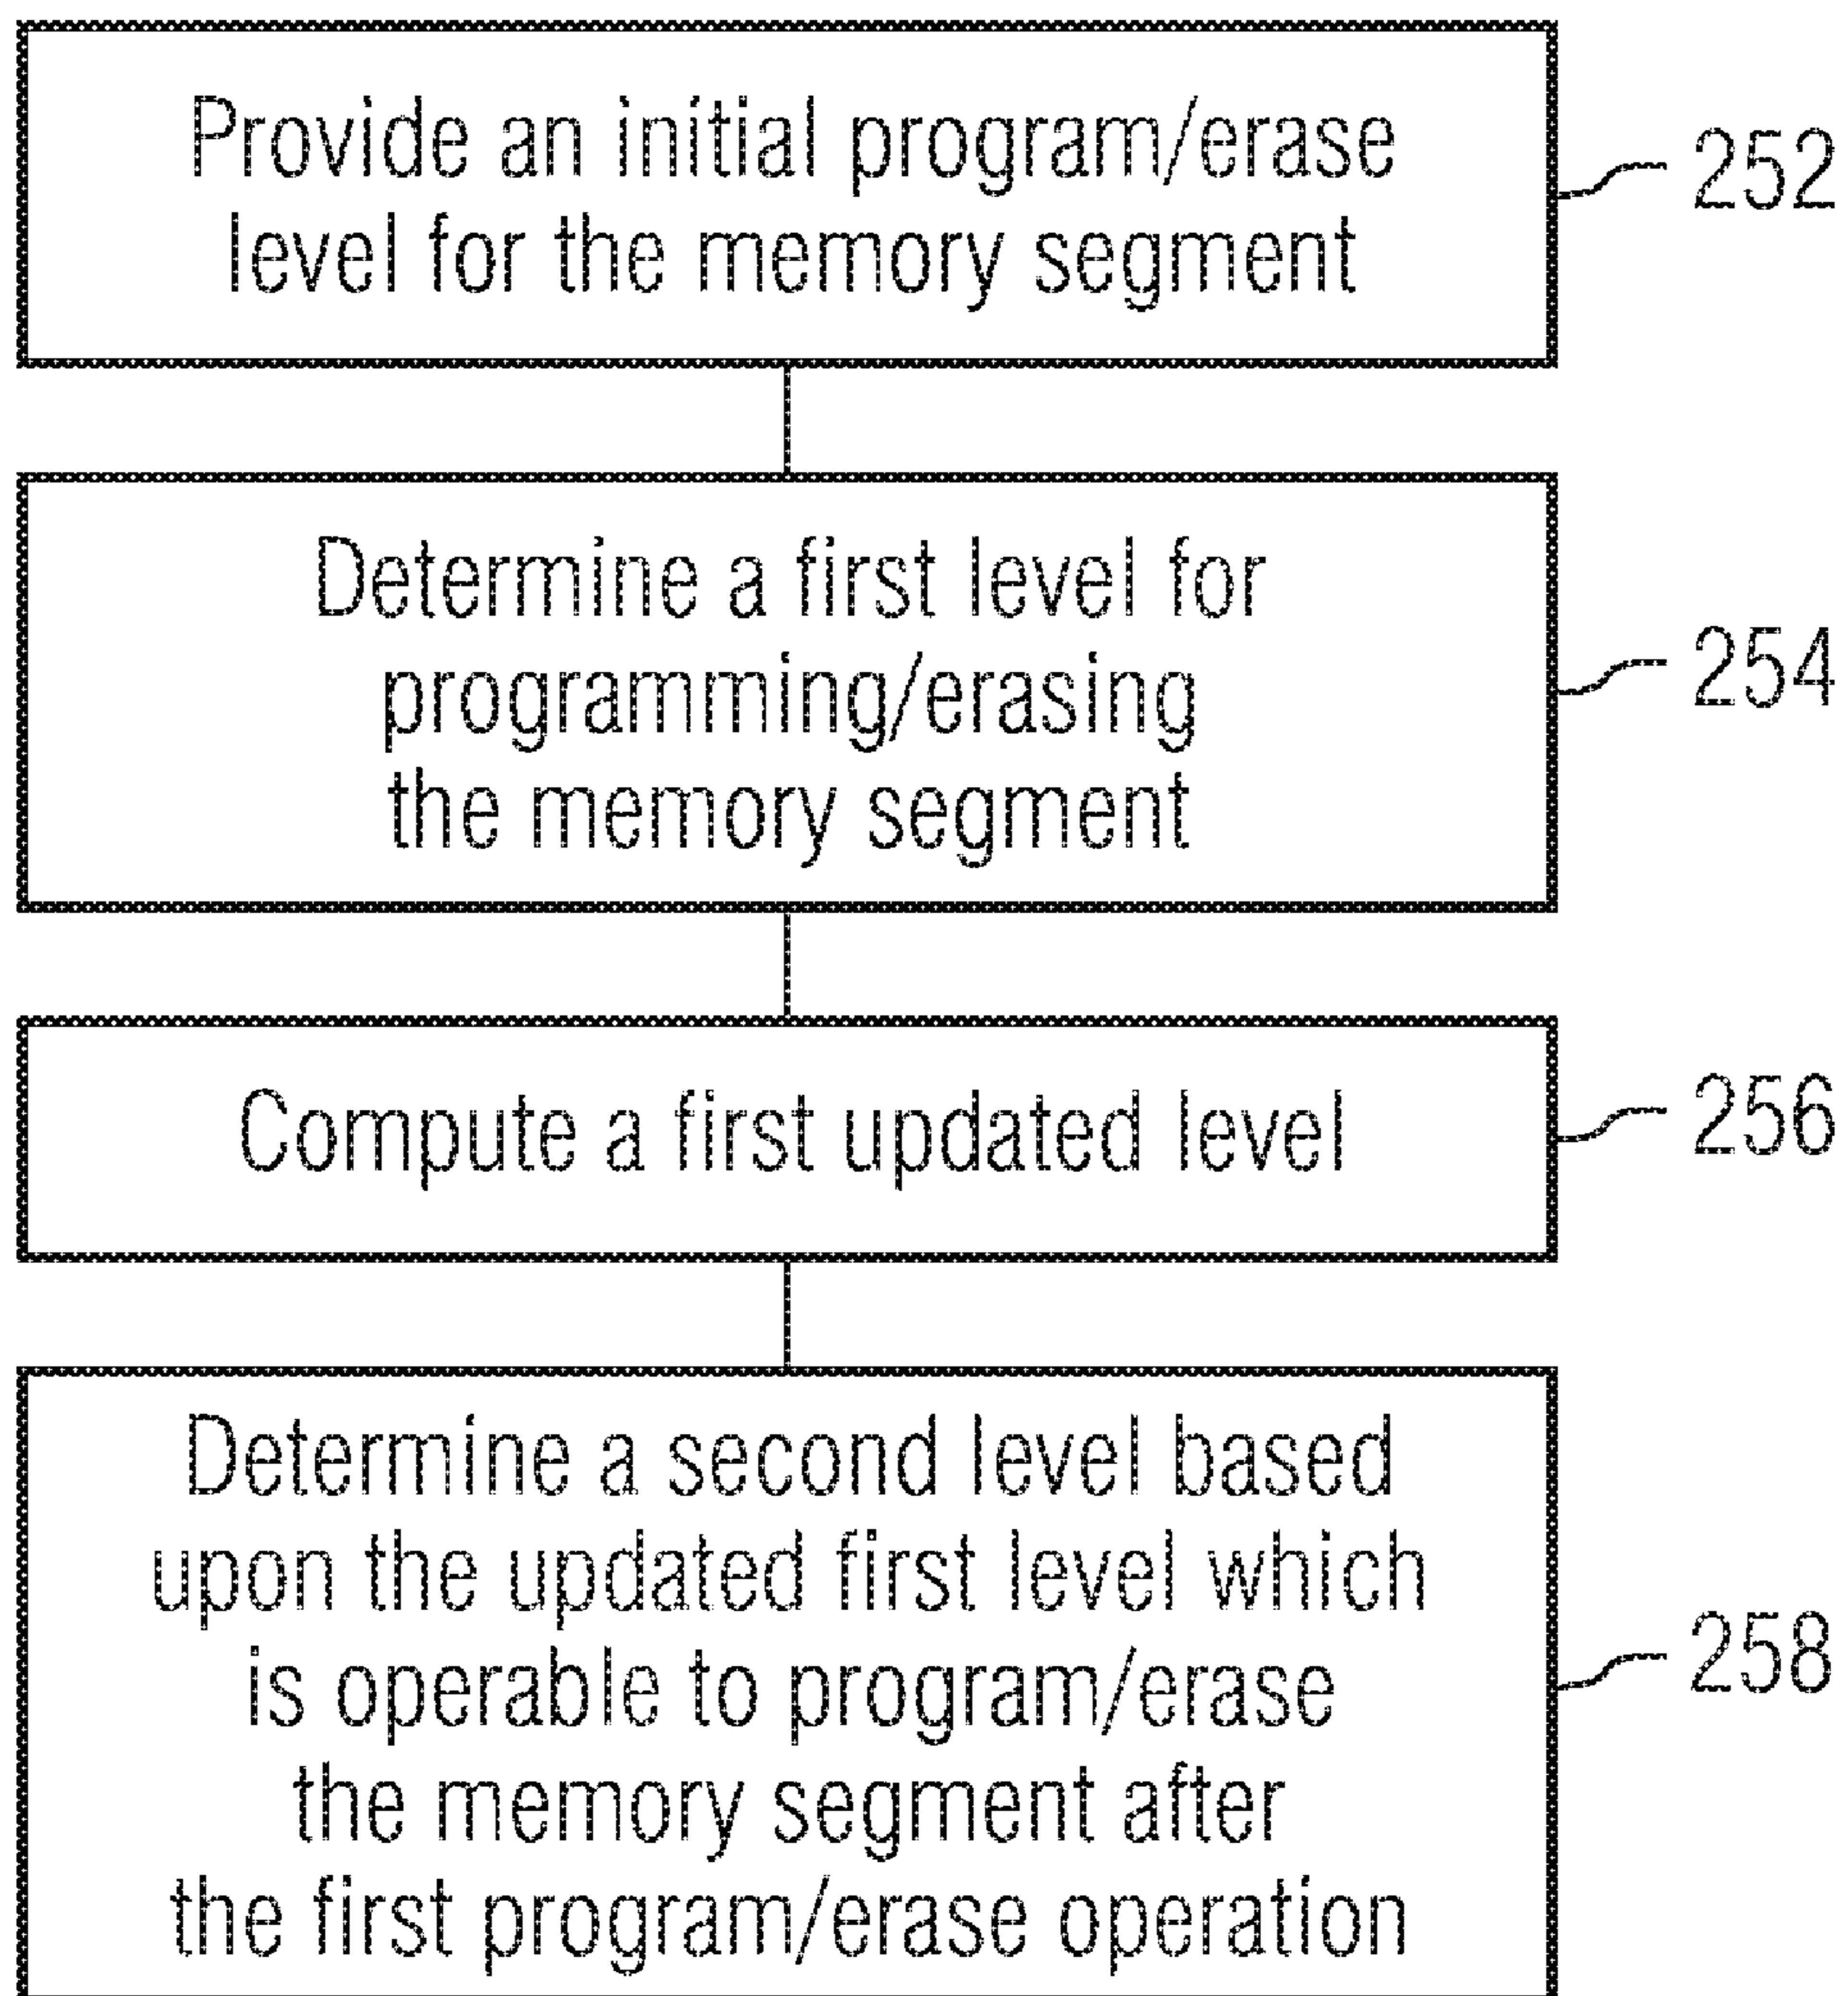 Provide an initial program/erase
level for the memory segment
252
Determine a first level for
programming/erasing
the memory segment
254
Compute a first updated level
256
Determine a second level based
upon the updated first level which
is operable to program/erase
the memory segment after
the first program/erase operation
258